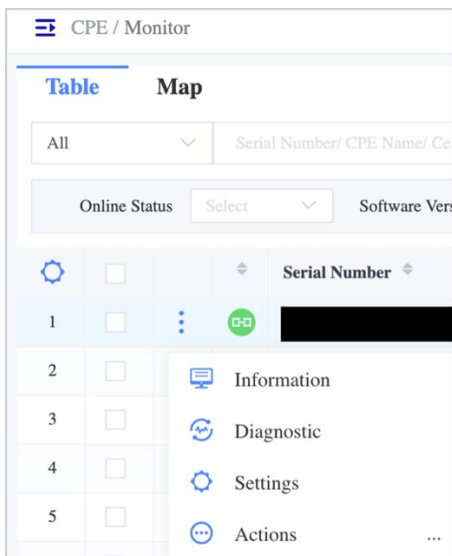 CPE / Monitor
Table Map
All Serial Number/ CPE Name/ Ce
Online Status Select Software Vers
Serial Number
1
2 Information
3 Diagnostic
4 Settings
5 Actions ...